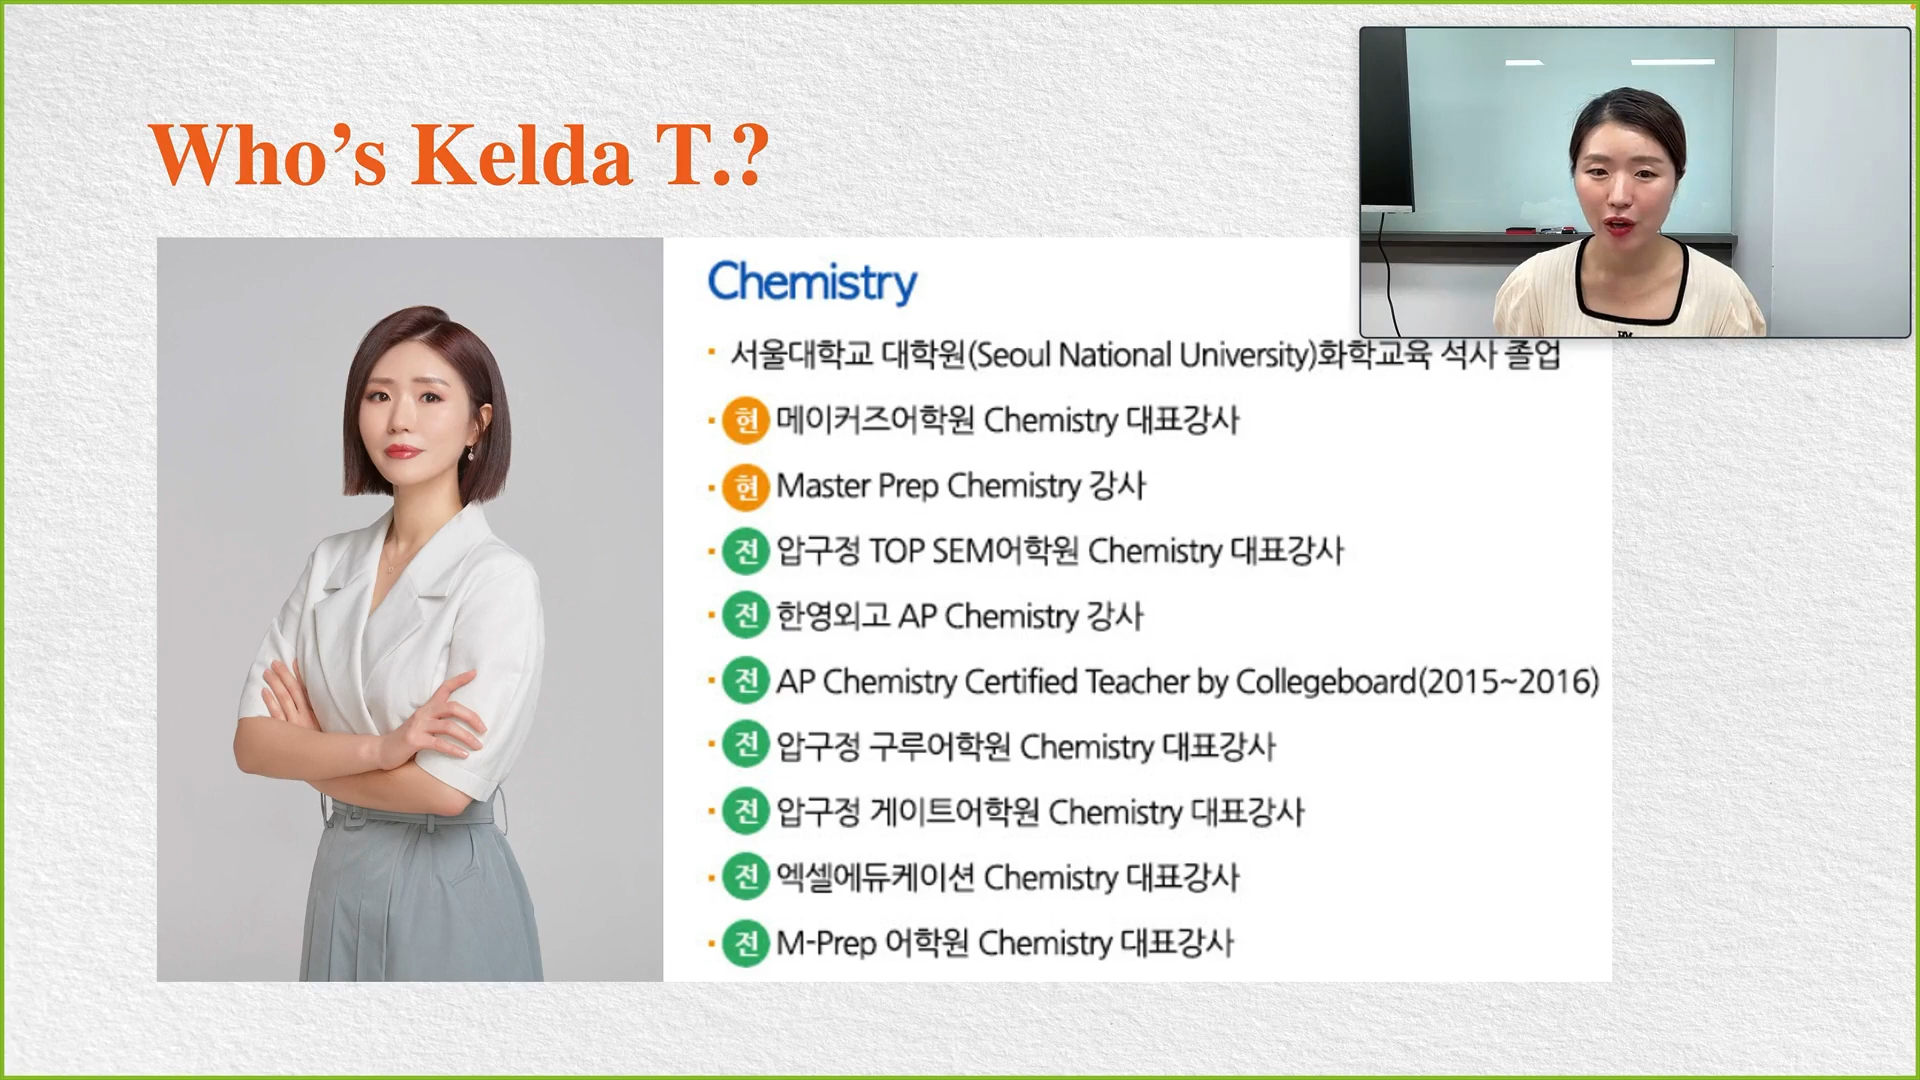 Who's Kelda T.?
Chemistry
· 서울대학교 대학원(Seoul National University)화학교육 석사 졸업
· 현 메이커즈어학원 Chemistry 대표강사
· 현 Master Prep Chemistry 강사
· 전 압구정 TOP SEM어학원 Chemistry 대표강사
· 전 한영외고 AP Chemistry 강사
· 전 AP Chemistry Certified Teacher by Collegeboard(2015~2016)
· 전 압구정 구루어학원 Chemistry 대표강사
· 전 압구정 게이트어학원 Chemistry 대표강사
· 전 엑셀에듀케이션 Chemistry 대표강사
· 전 M-Prep 어학원 Chemistry 대표강사